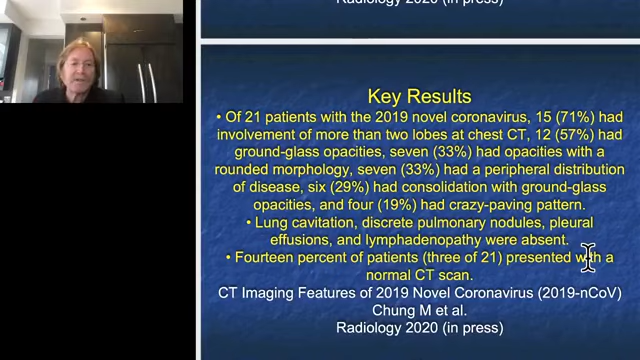 Radiology 2020 (in press)
Key Results
• Of 21 patients with the 2019 novel coronavirus, 15 (71%) had
involvement of more than two lobes at chest CT, 12 (57%) had
ground-glass opacities, seven (33%) had opacities with a
rounded morphology, seven (33%) had a peripheral distribution
of disease, six (29%) had consolidation with ground-glass
opacities, and four (19%) had crazy-paving pattern.
• Lung cavitation, discrete pulmonary nodules, pleural
effusions, and lymphadenopathy were absent.
• Fourteen percent of patients (three of 21) presented with a
normal CT scan.
CT Imaging Features of 2019 Novel Coronavirus (2019-nCoV)
Chung M et al.
Radiology 2020 (in press)